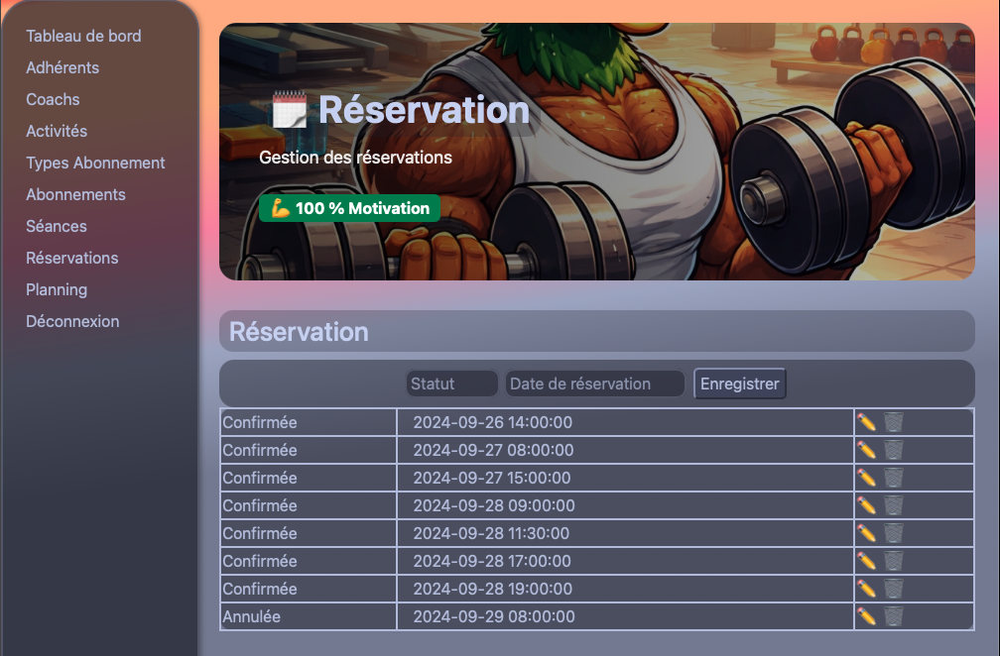 Tableau de bord
Adhérents
Coachs
Activités
Types Abonnement
Abonnements
Séances
Réservations
Planning
Déconnexion
Réservation
Gestion des réservations
💪 100 % Motivation
Réservation
Statut Date de réservation Enregistrer
Confirmée 2024-09-26 14:00:00
Confirmée 2024-09-27 08:00:00
Confirmée 2024-09-27 15:00:00
Confirmée 2024-09-28 09:00:00
Confirmée 2024-09-28 11:30:00
Confirmée 2024-09-28 17:00:00
Confirmée 2024-09-28 19:00:00
Annulée 2024-09-29 08:00:00